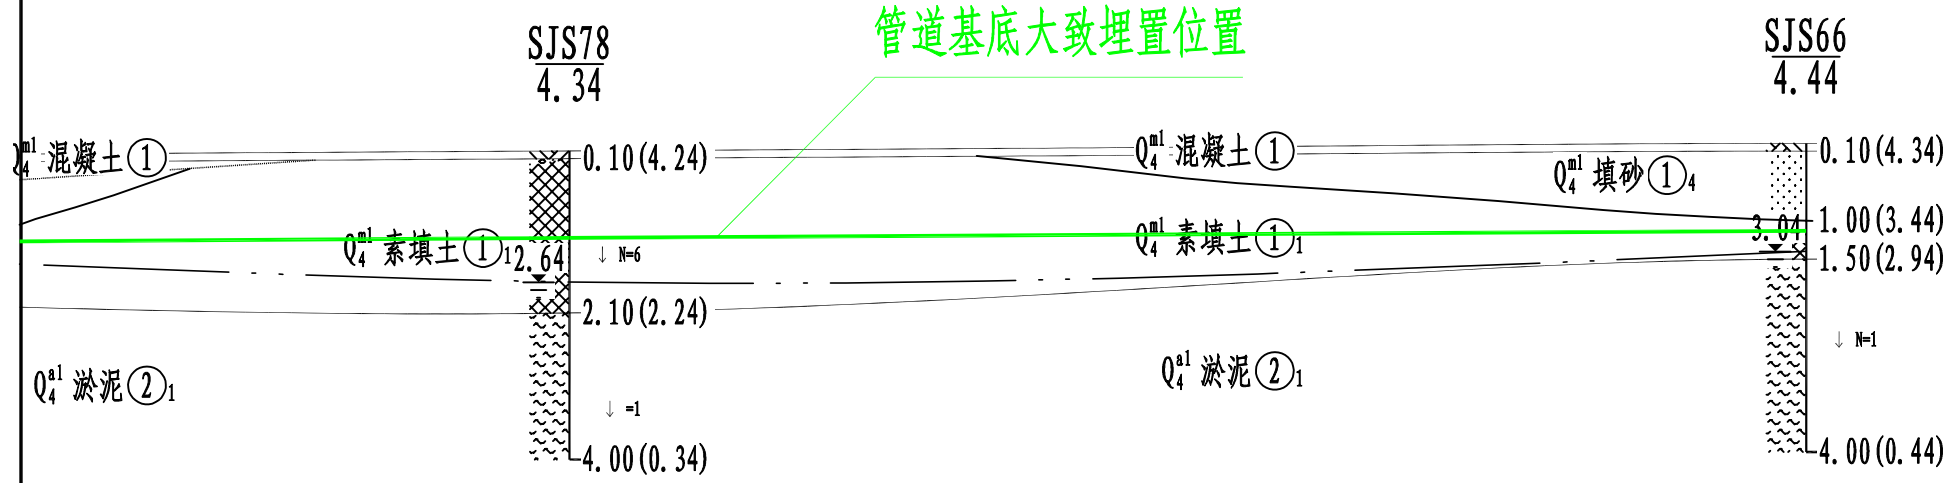 管道基底大致埋置位置
SJS78
4.34
SJS66
4.44
Q4ml 混凝土①
0.10(4.24)
Q4ml 混凝土①
0.10(4.34)
Q4ml 填砂①4
1.00(3.44)
Q4ml 素填土①1
2.64
N=6
Q4ml 素填土①1
3.04
1.50(2.94)
2.10(2.24)
N=1
Q4al 淤泥②1
Q4al 淤泥②1
=1
4.00(0.34)
4.00(0.44)